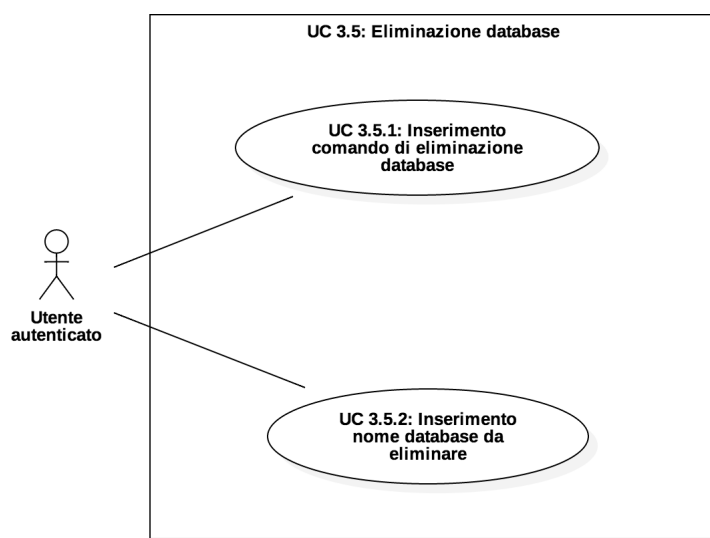 UC 3.5: Eliminazione database
UC 3.5.1: Inserimento
comando di eliminazione
database
Utente
autenticato
UC 3.5.2: Inserimento
nome database da
eliminare